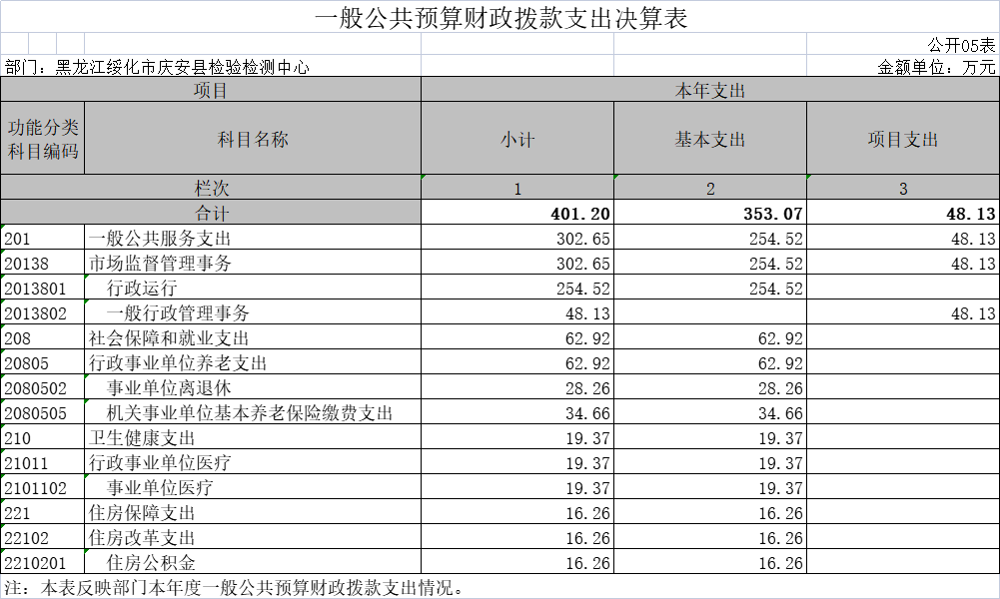 一般公共预算财政拨款支出决算表
公开05表
部门：黑龙江绥化市庆安县检验检测中心 金额单位：万元
项目 本年支出
功能分类科目编码 科目名称 小计 基本支出 项目支出
栏次 1 2 3
合计 401.20 353.07 48.13
201 一般公共服务支出 302.65 254.52 48.13
20138 市场监督管理事务 302.65 254.52 48.13
2013801 行政运行 254.52 254.52
2013802 一般行政管理事务 48.13 48.13
208 社会保障和就业支出 62.92 62.92
20805 行政事业单位养老支出 62.92 62.92
2080502 事业单位离退休 28.26 28.26
2080505 机关事业单位基本养老保险缴费支出 34.66 34.66
210 卫生健康支出 19.37 19.37
21011 行政事业单位医疗 19.37 19.37
2101102 事业单位医疗 19.37 19.37
221 住房保障支出 16.26 16.26
22102 住房改革支出 16.26 16.26
2210201 住房公积金 16.26 16.26
注：本表反映部门本年度一般公共预算财政拨款支出情况。